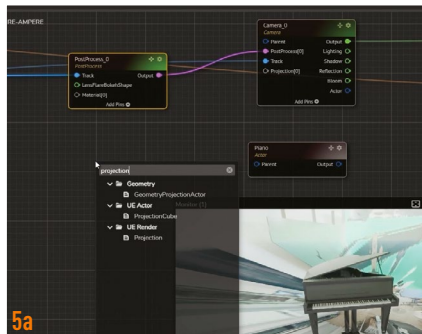 RE-AMPERE
PostProcess_0
PostProcess
Track
Output
LensFlareBokehShape
Material[0]
Add Pins
Camera_0
Camera
Parent
Output
PostProcess[0]
Lighting
Track
Shadow
Projection[0]
Reflection
Bloom
Actor
Add Pins
Piano
Actor
Parent
Output
projection
Geometry
GeometryProjectionActor
UE Actor
Monitor (1)
ProjectionCube
UE Render
Projection
5a